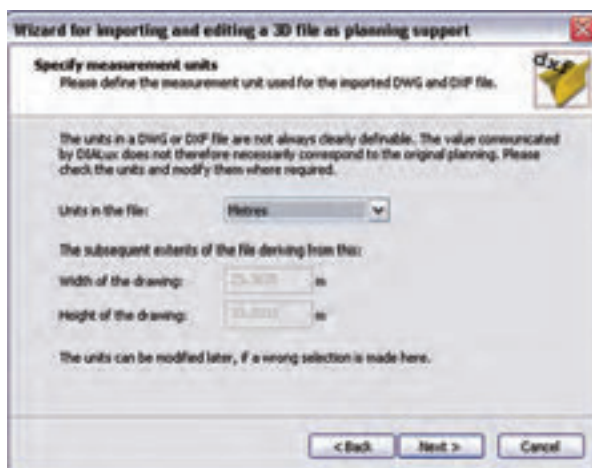 Wizard for importing and editing a 3D file as planning support
Specify measurement units
Please define the measurement unit used for the imported DWG and DXF file.
dxf
The units in a DWG or DXF file are not always clearly definable. The value communicated
by DIALux does not therefore necessarily correspond to the original planning. Please
check the units and modify them where required.
Units in the file: Metres
The subsequent extents of the file deriving from this:
Width of the drawing: m
Height of the drawing: m
The units can be modified later, if a wrong selection is made here.
< Back Next > Cancel